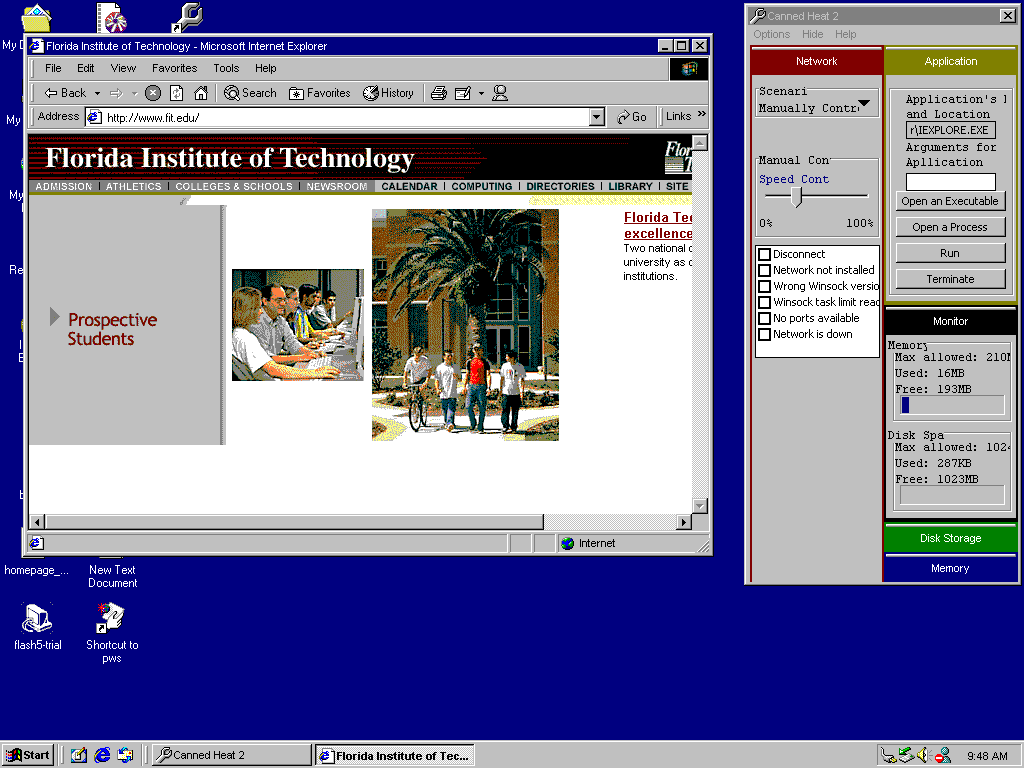 Florida Institute of Technology - Microsoft Internet Explorer
File Edit View Favorites Tools Help
Back Search Favorites History
Address http://www.fit.edu/ Go Links »
Florida Institute of Technology
ADMISSION | ATHLETICS | COLLEGES & SCHOOLS | NEWSROOM CALENDAR | COMPUTING | DIRECTORIES | LIBRARY | SITE
Prospective
Students
Florida Te
excellence
Two national
university as
institutions.
Internet
Canned Heat 2
Options Hide Help
Network
Scenari
Manually Contr
Manual Con
Speed Cont
0% 100%
Disconnect
Network not installed
Wrong Winsock versio
Winsock task limit reac
No ports available
Network is down
Application
Application's
and Location
r\IEXPLORE.EXE
Arguments for
Apllication
Open an Executable
Open a Process
Run
Terminate
Monitor
Memory
Max allowed: 210M
Used: 16MB
Free: 193MB
Disk Spa
Max allowed: 1024
Used: 287KB
Free: 1023MB
Disk Storage
Memory
My D
My
My
Re
I
E
homepage_...
New Text
Document
flash5-trial
Shortcut to
pws
Start Canned Heat 2 Florida Institute of Tec... 9:48 AM